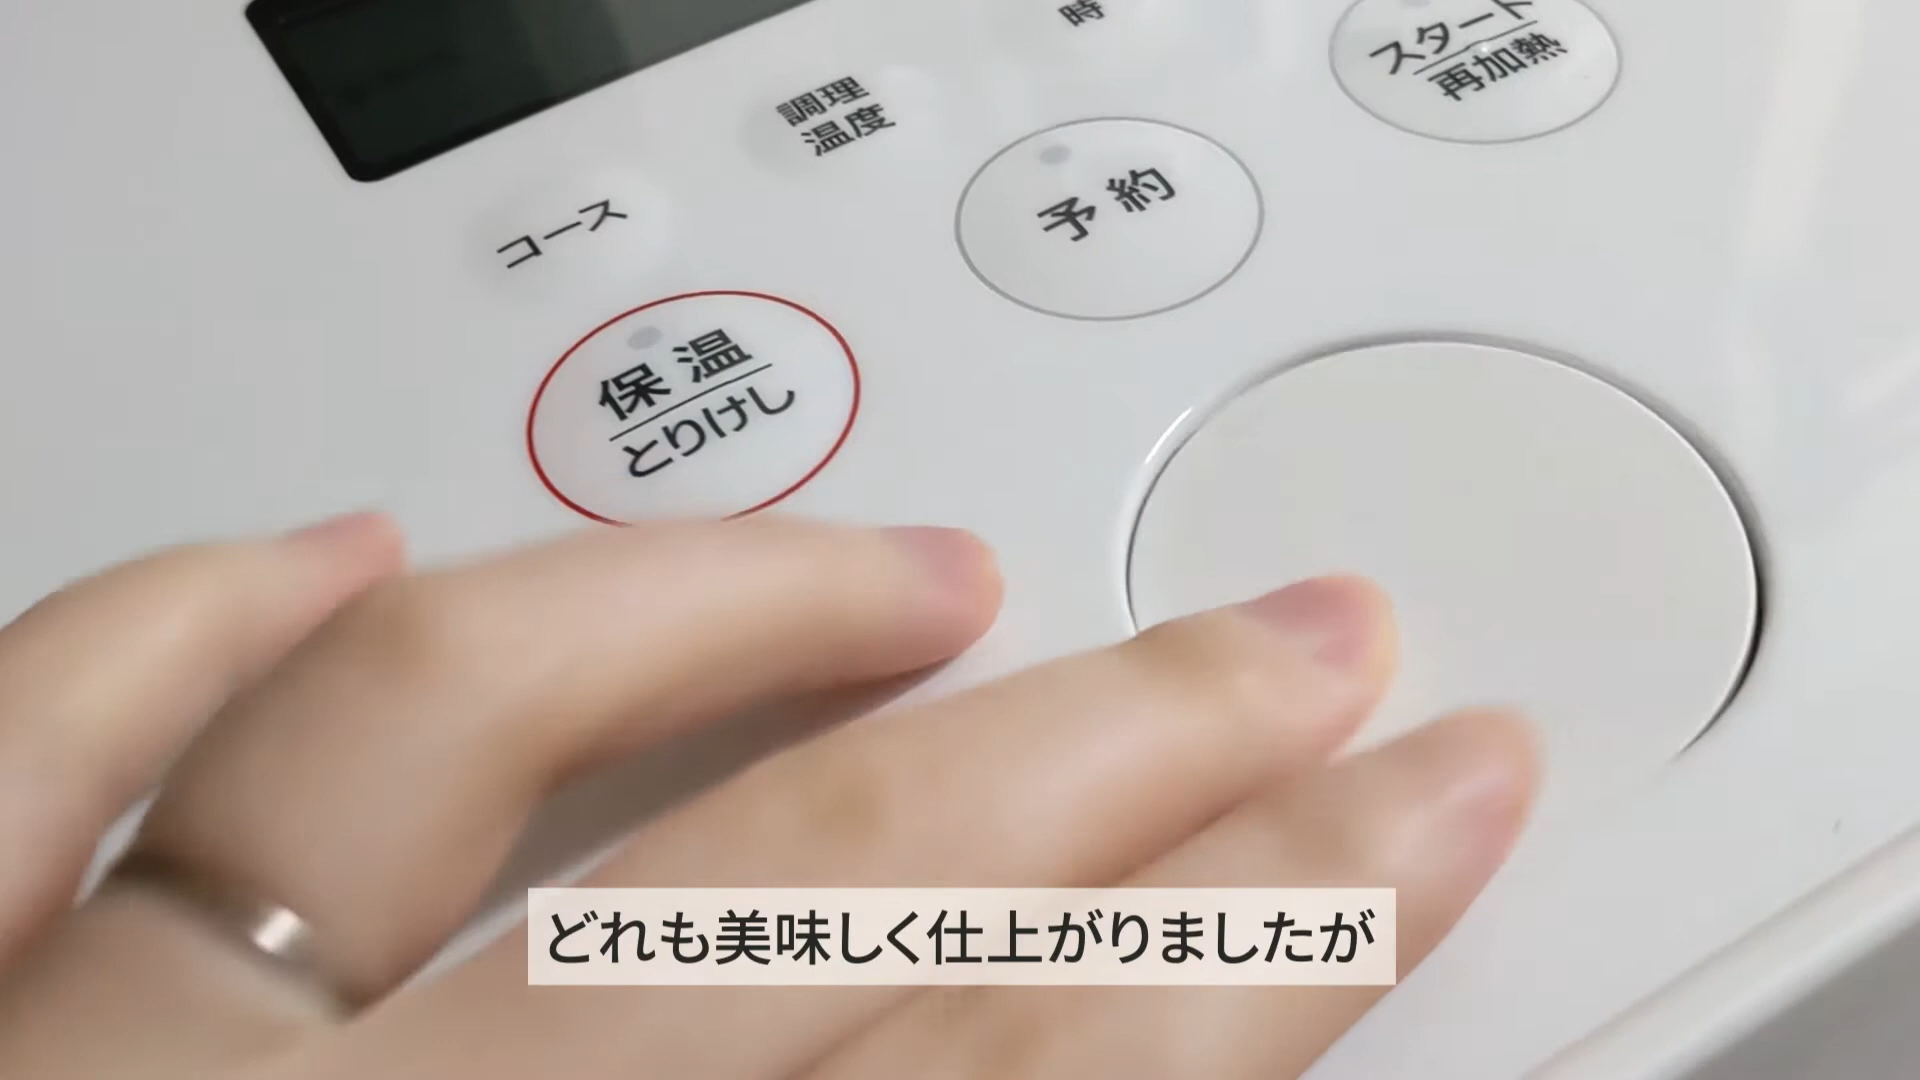 時
スタート
再加熱
調理
温度
予約
コース
保温
とりけし
どれも美味しく仕上がりましたが